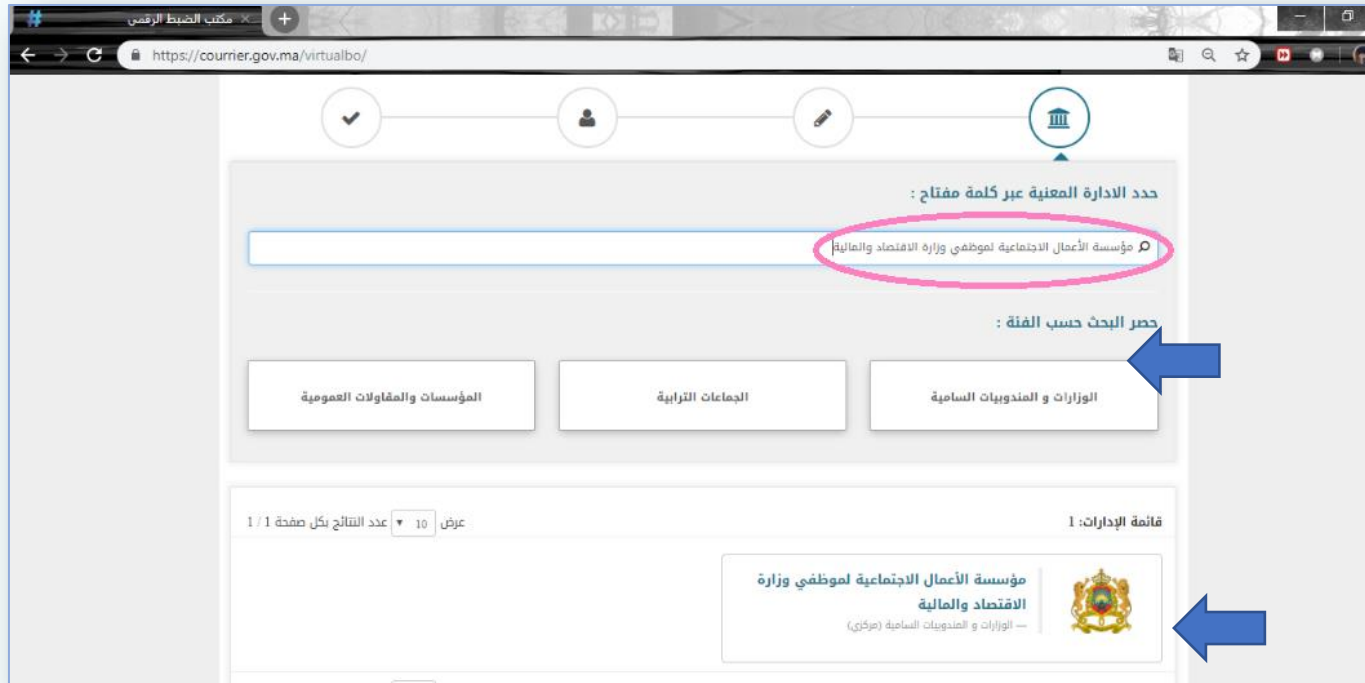 مكتب الضبط الرقمي
https://courrier.gov.ma/virtualbo/
حدد الادارة المعنية عبر كلمة مفتاح :
مؤسسة الأعمال الاجتماعية لموظفي وزارة الاقتصاد والمالية
حصر البحث حسب الفئة :
الوزارات و المندوبيات السامية
الجماعات الترابية
المؤسسات والمقاولات العمومية
قائمة الإدارات: 1
عرض 10 عدد النتائج بكل صفحة 1 / 1
مؤسسة الأعمال الاجتماعية لموظفي وزارة
الاقتصاد والمالية
— الوزارات و المندوبيات السامية (مركزي)